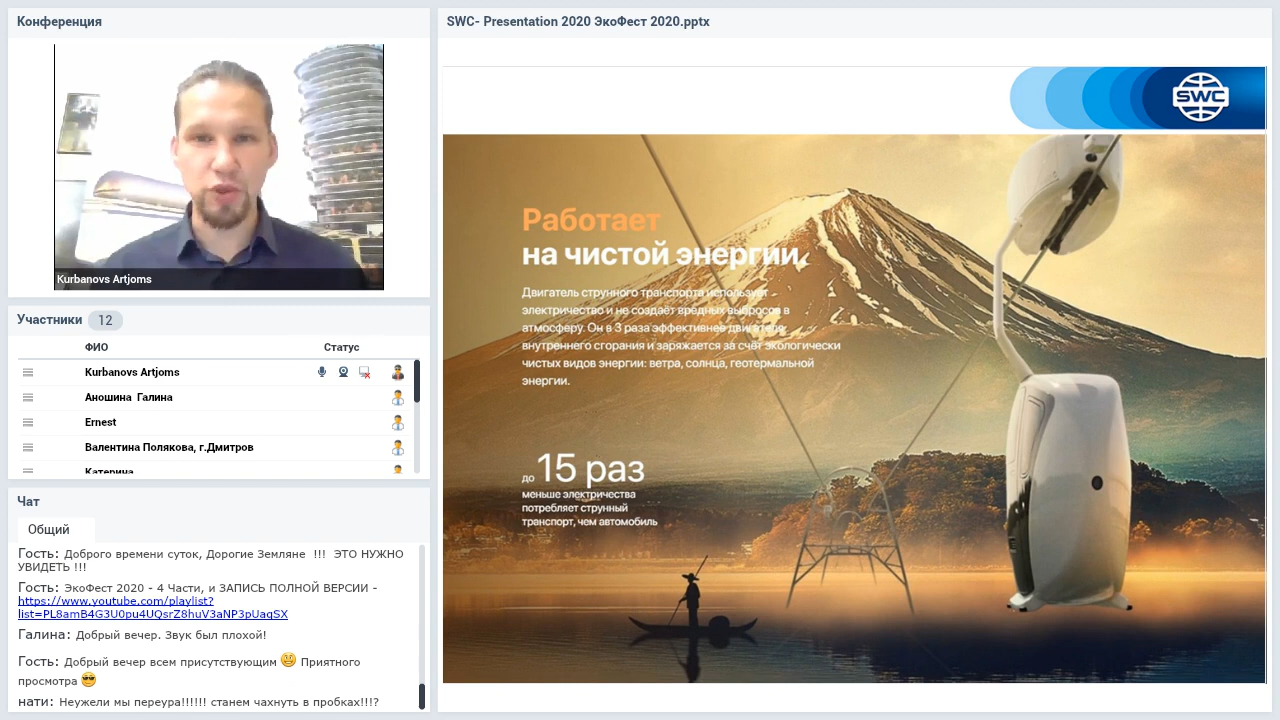 Конференция
Kurbanovs Artjoms
Участники 12
ФИО Статус
Kurbanovs Artjoms
Аношина Галина
Ernest
Валентина Полякова, г.Дмитров
Катерина
Чат
Общий
Гость: Доброго времени суток, Дорогие Земляне !!! ЭТО НУЖНО
УВИДЕТЬ !!!
Гость: ЭкоФест 2020 - 4 Части, и ЗАПИСЬ ПОЛНОЙ ВЕРСИИ -
https://www.youtube.com/playlist?
list=PL8amB4G3U0pu4UQsrZ8huV3aNP3pUaqSX
Галина: Добрый вечер. Звук был плохой!
Гость: Добрый вечер всем присутствующим Приятного
просмотра
нати: Неужели мы переура!!!!!! станем чахнуть в пробках!!!?
SWC- Presentation 2020 ЭкоФест 2020.pptx
SWC
Работает
на чистой энергии.
Двигатель струнного транспорта использует
электричество и не создаёт вредных выбросов в
атмосферу. Он в 3 раза эффективнее двигателя
внутреннего сгорания и заряжается за счёт экологически
чистых видов энергии: ветра, солнца, геотермальной
энергии.
до 15 раз
меньше электричества
потребляет струнный
транспорт, чем автомобиль